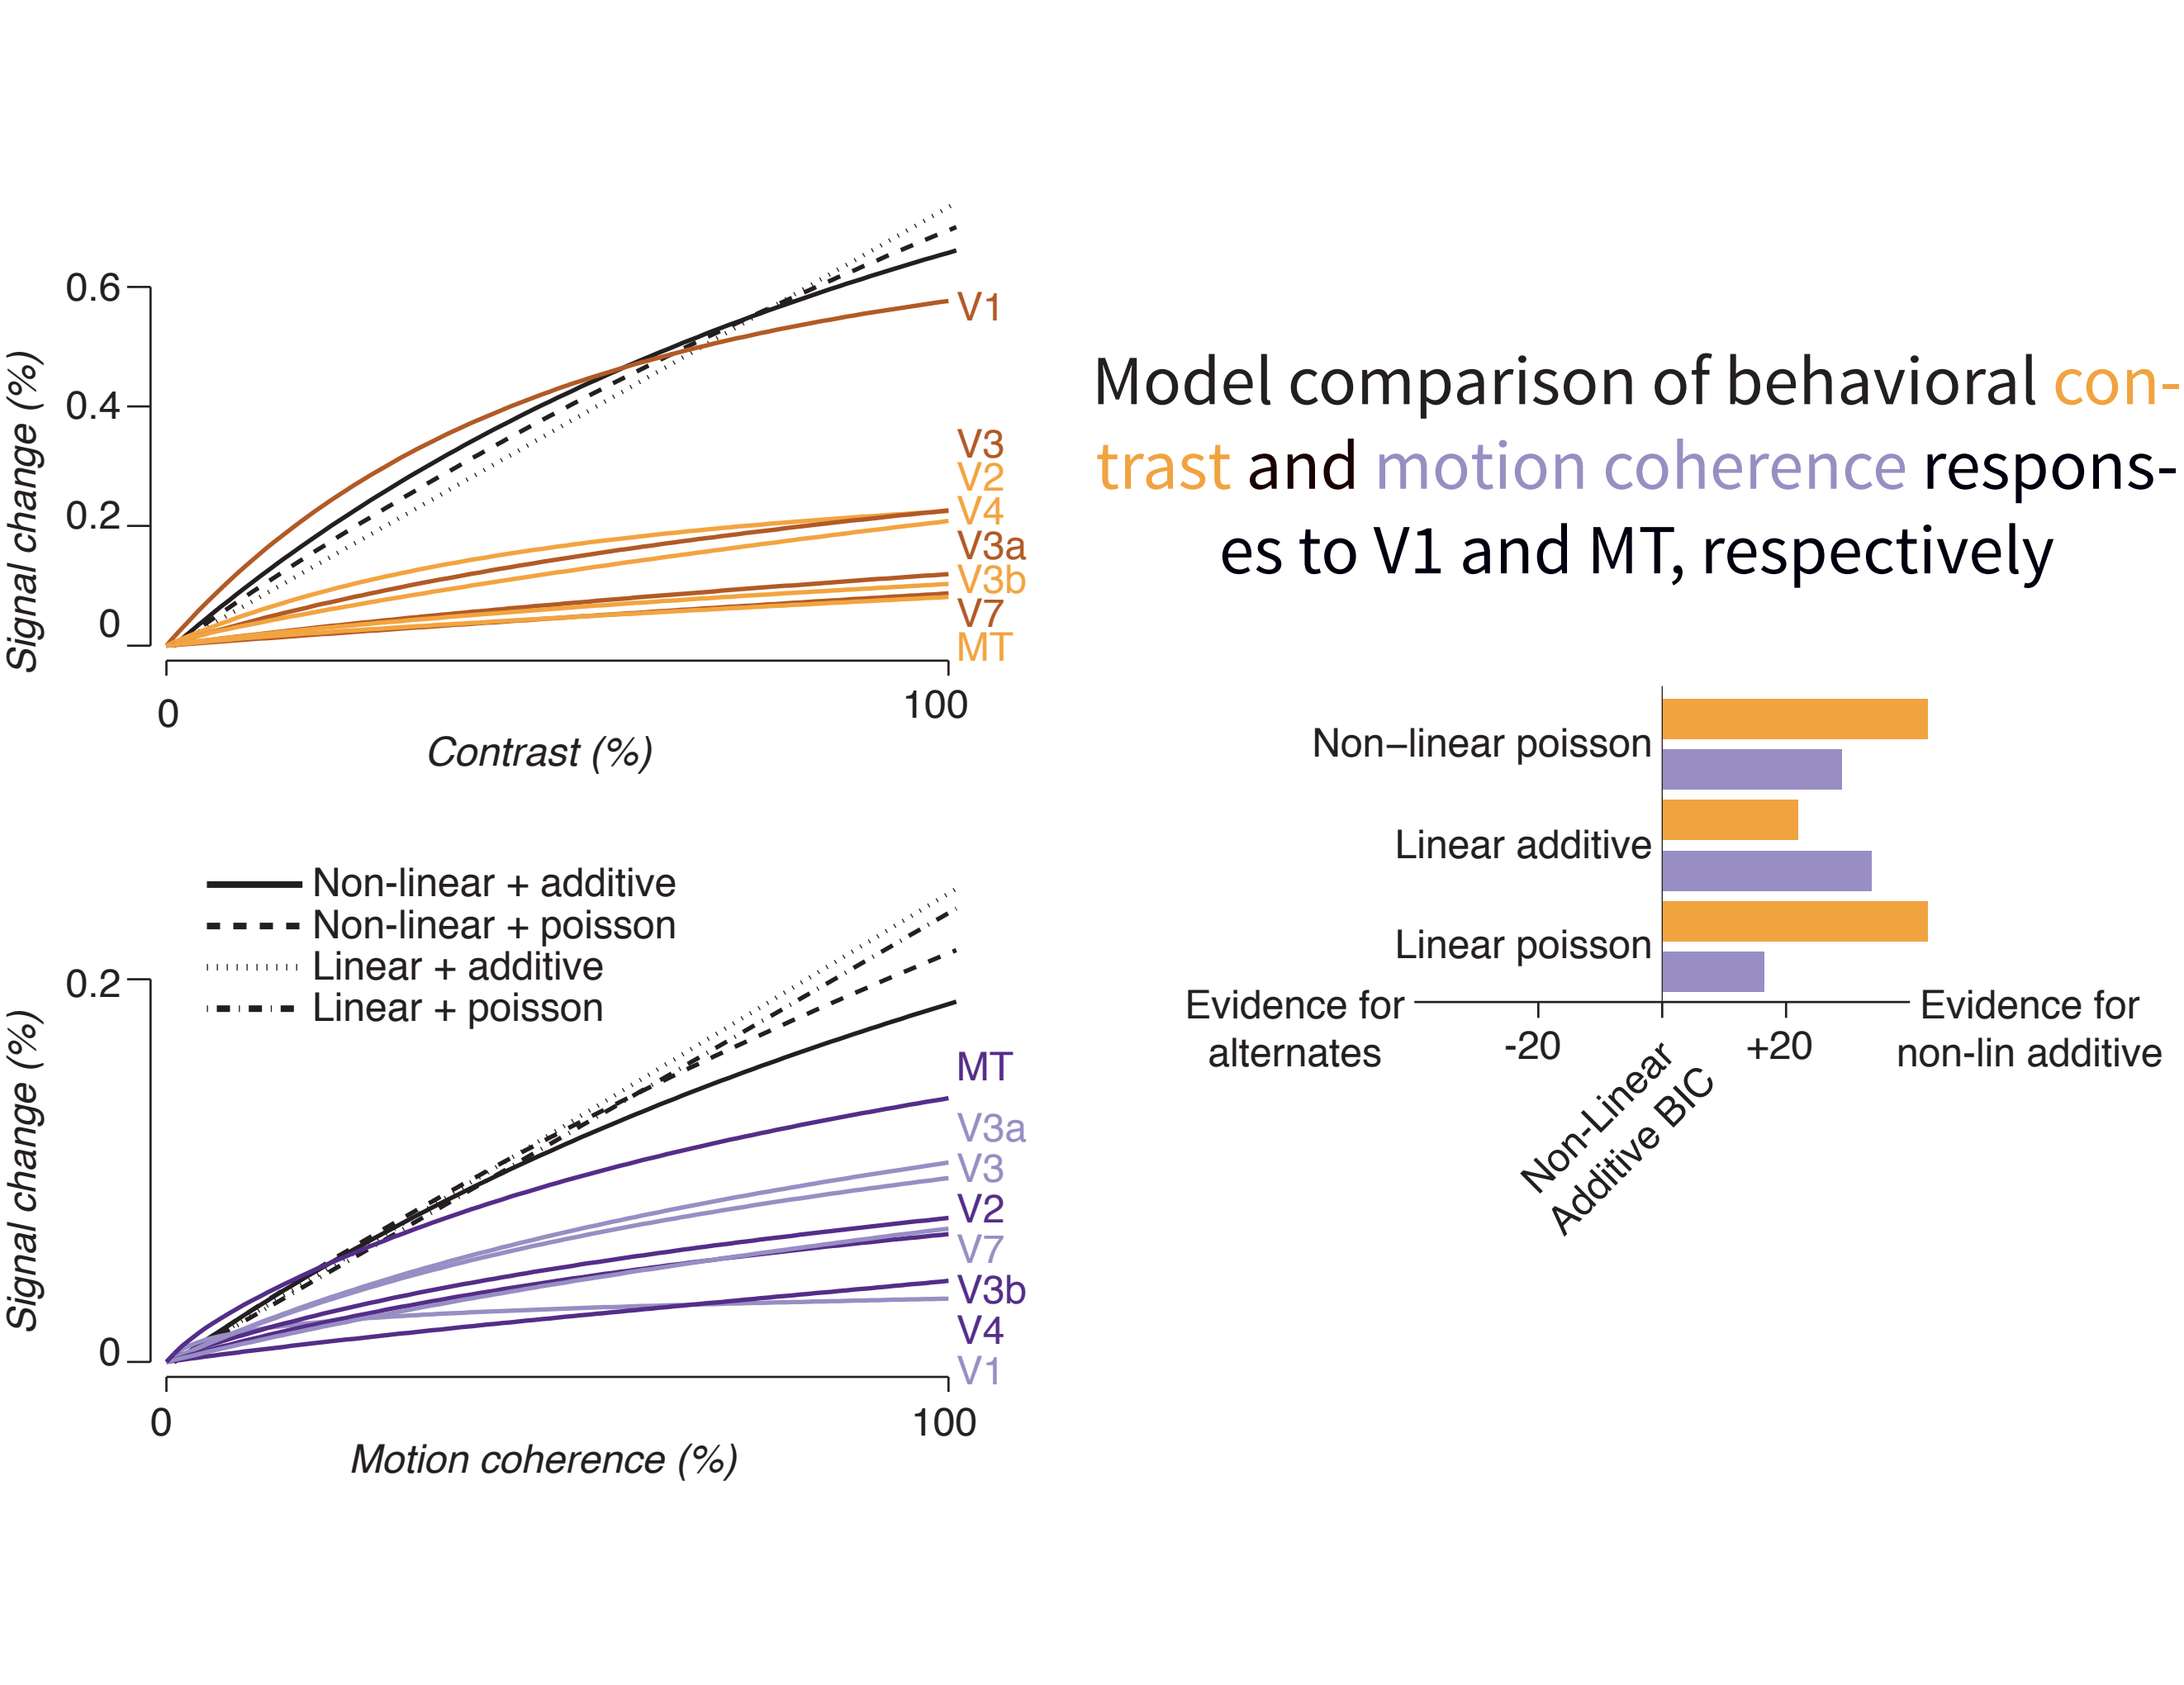 0.6
0.4
0.2
0
Signal change (%)
0
100
Contrast (%)
V1
V3
V2
V4
V3a
V3b
V7
MT
Non-linear + additive
Non-linear + poisson
Linear + additive
Linear + poisson
0.2
0
Signal change (%)
0
100
Motion coherence (%)
MT
V3a
V3
V2
V7
V3b
V4
V1
Model comparison of behavioral con-
trast and motion coherence respons-
es to V1 and MT, respectively
Non–linear poisson
Linear additive
Linear poisson
Evidence for
alternates
-20
+20
Non-Linear
Additive BIC
Evidence for
non-lin additive